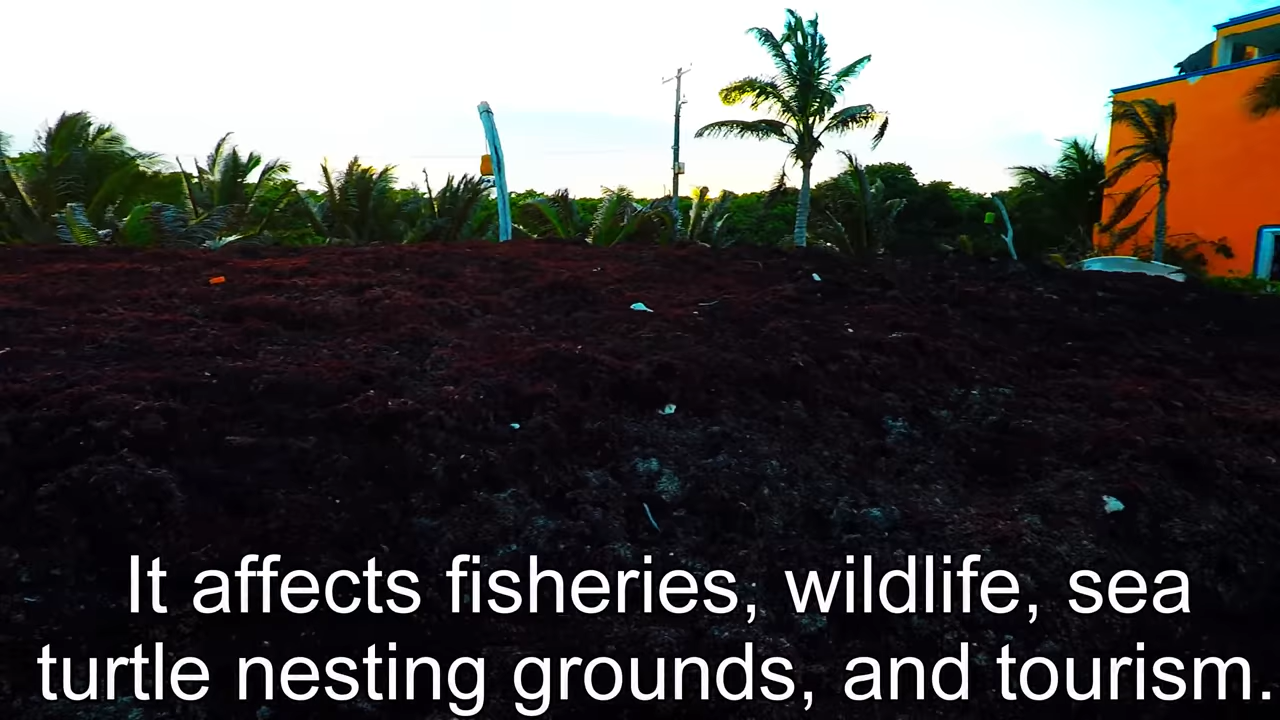 It affects fisheries, wildlife, sea
turtle nesting grounds, and tourism.